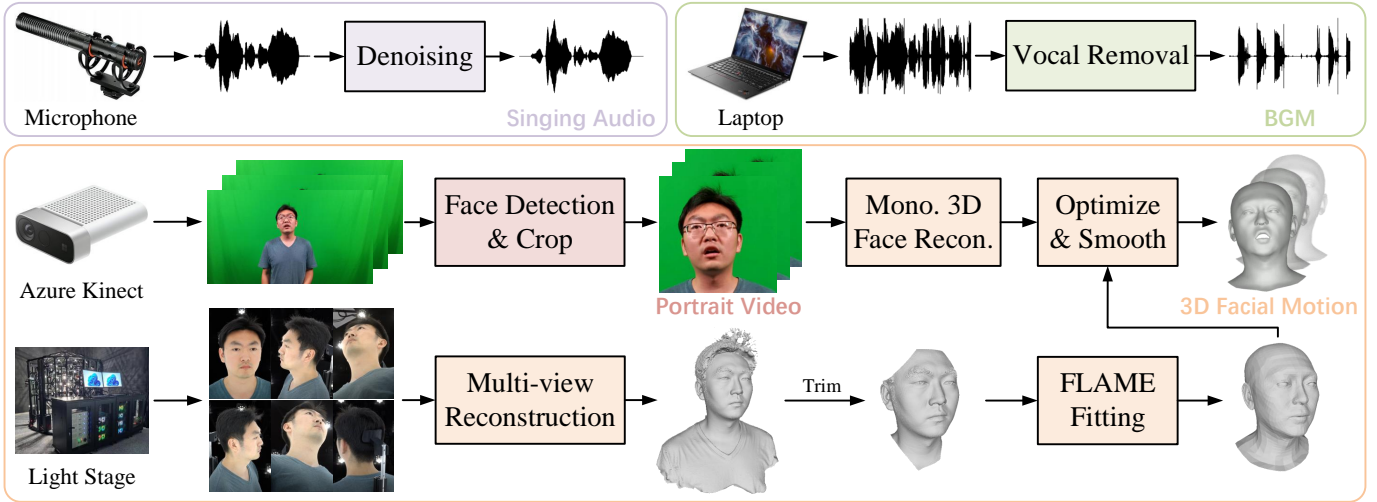 Microphone
Denoising
Singing Audio
Laptop
Vocal Removal
BGM
Azure Kinect
Face Detection
& Crop
Portrait Video
Mono. 3D
Face Recon.
Optimize
& Smooth
3D Facial Motion
Light Stage
Multi-view
Reconstruction
Trim
FLAME
Fitting